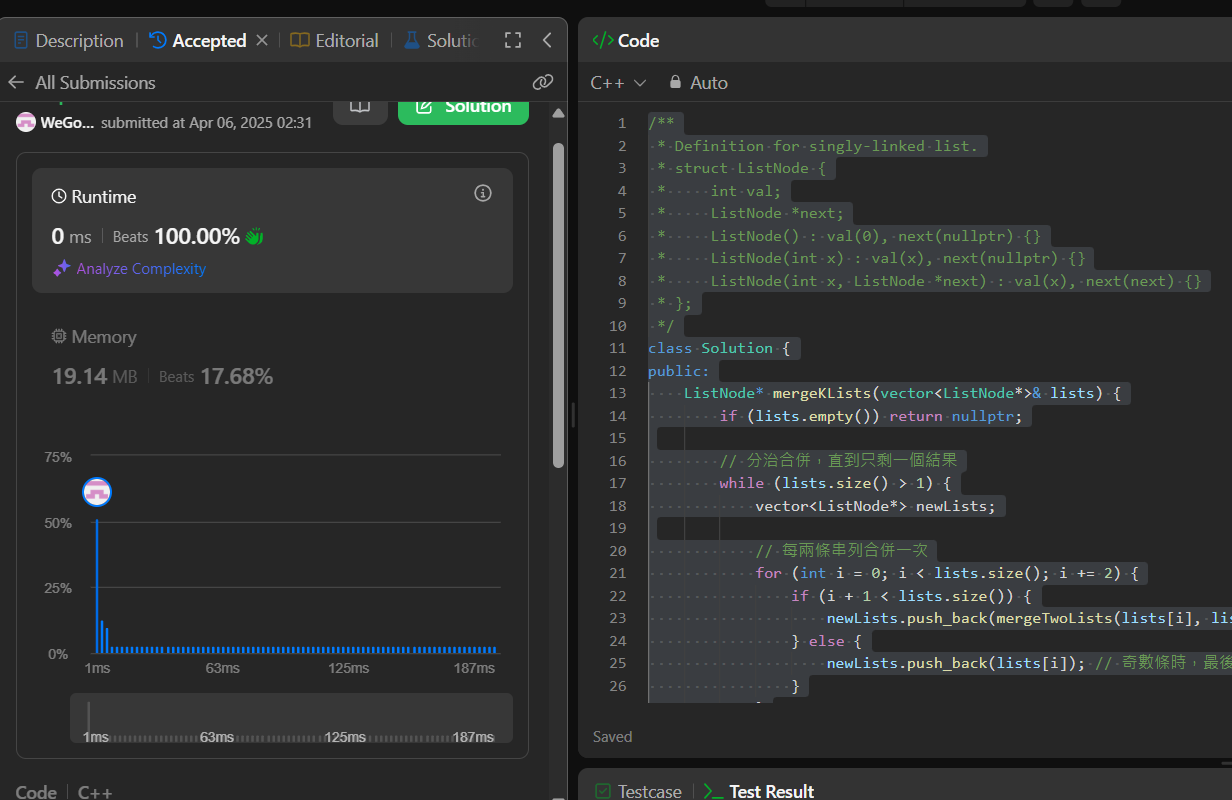 Description
Accepted
Editorial
Solutic
All Submissions
Solution
WeGo... submitted at Apr 06, 2025 02:31
Runtime
0 ms Beats 100.00%
Analyze Complexity
Memory
19.14 MB Beats 17.68%
75%
50%
25%
0%
1ms 63ms 125ms 187ms
1ms 63ms 125ms 187ms
Code C++
</> Code
C++ Auto
1 /**
2 * Definition for singly-linked list.
3 * struct ListNode {
4 *     int val;
5 *     ListNode *next;
6 *     ListNode() : val(0), next(nullptr) {}
7 *     ListNode(int x) : val(x), next(nullptr) {}
8 *     ListNode(int x, ListNode *next) : val(x), next(next) {}
9 * };
10 */
11 class Solution {
12 public:
13     ListNode* mergeKLists(vector<ListNode*>& lists) {
14         if (lists.empty()) return nullptr;
15
16         // 分治合併，直到只剩一個結果
17         while (lists.size() > 1) {
18             vector<ListNode*> newLists;
19
20             // 每兩條串列合併一次
21             for (int i = 0; i < lists.size(); i += 2) {
22                 if (i + 1 < lists.size()) {
23                     newLists.push_back(mergeTwoLists(lists[i], lis
24                 } else {
25                     newLists.push_back(lists[i]); // 奇數條時，最後
26                 }
Saved
Testcase
>_ Test Result